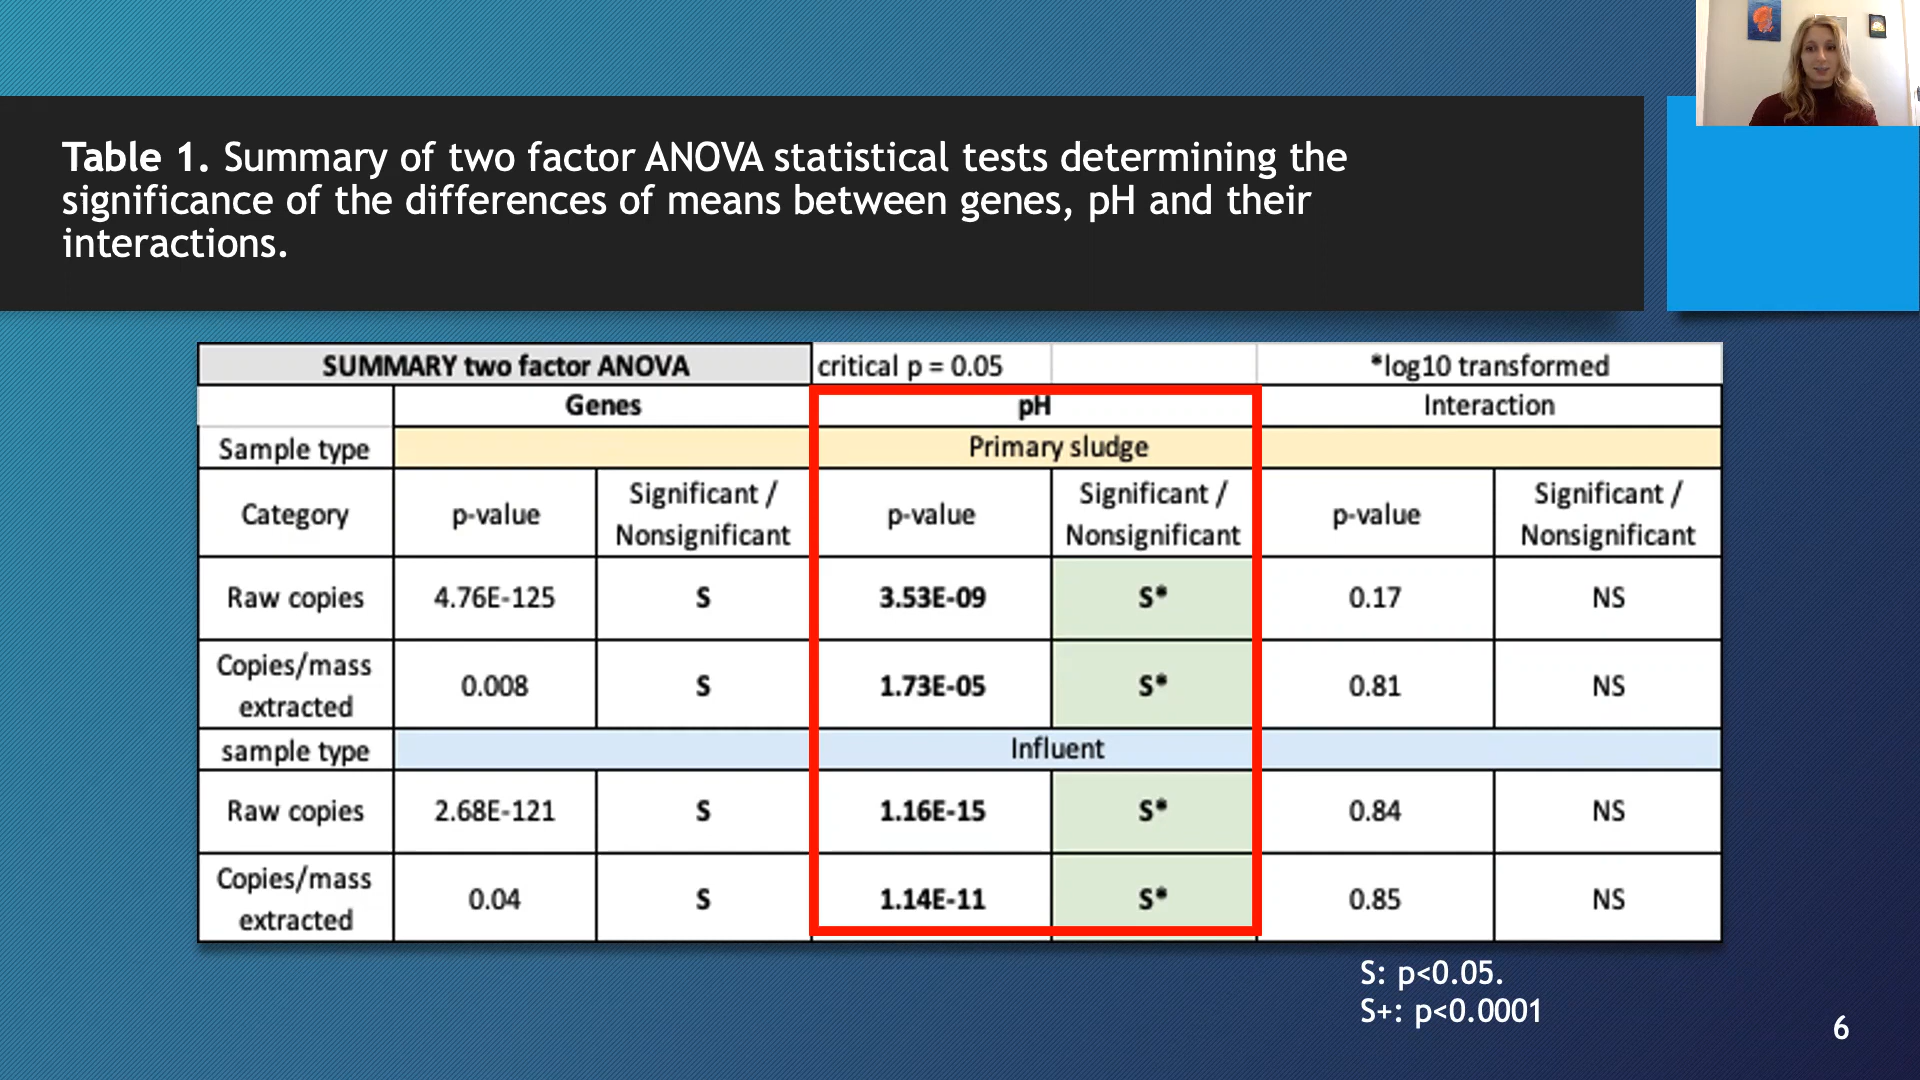 Table 1. Summary of two factor ANOVA statistical tests determining the
significance of the differences of means between genes, pH and their
interactions.
SUMMARY two factor ANOVA critical p = 0.05 *log10 transformed
Genes pH Interaction
Sample type Primary sludge
Category p-value Significant / Nonsignificant p-value Significant / Nonsignificant p-value Significant / Nonsignificant
Raw copies 4.76E-125 S 3.53E-09 S* 0.17 NS
Copies/mass extracted 0.008 S 1.73E-05 S* 0.81 NS
sample type Influent
Raw copies 2.68E-121 S 1.16E-15 S* 0.84 NS
Copies/mass extracted 0.04 S 1.14E-11 S* 0.85 NS
S: p<0.05.
S+: p<0.0001
6